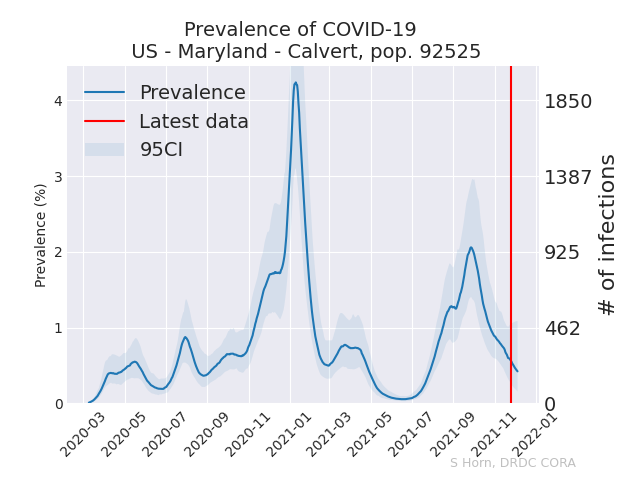 Prevalence of COVID-19
US - Maryland - Calvert, pop. 92525
Prevalence
Latest data
95CI
Prevalence (%)
4
3
2
1
0
1850
1387
925
462
0
# of infections
2020-03
2020-05
2020-07
2020-09
2020-11
2021-01
2021-03
2021-05
2021-07
2021-09
2021-11
2022-01
S Horn, DRDC CORA